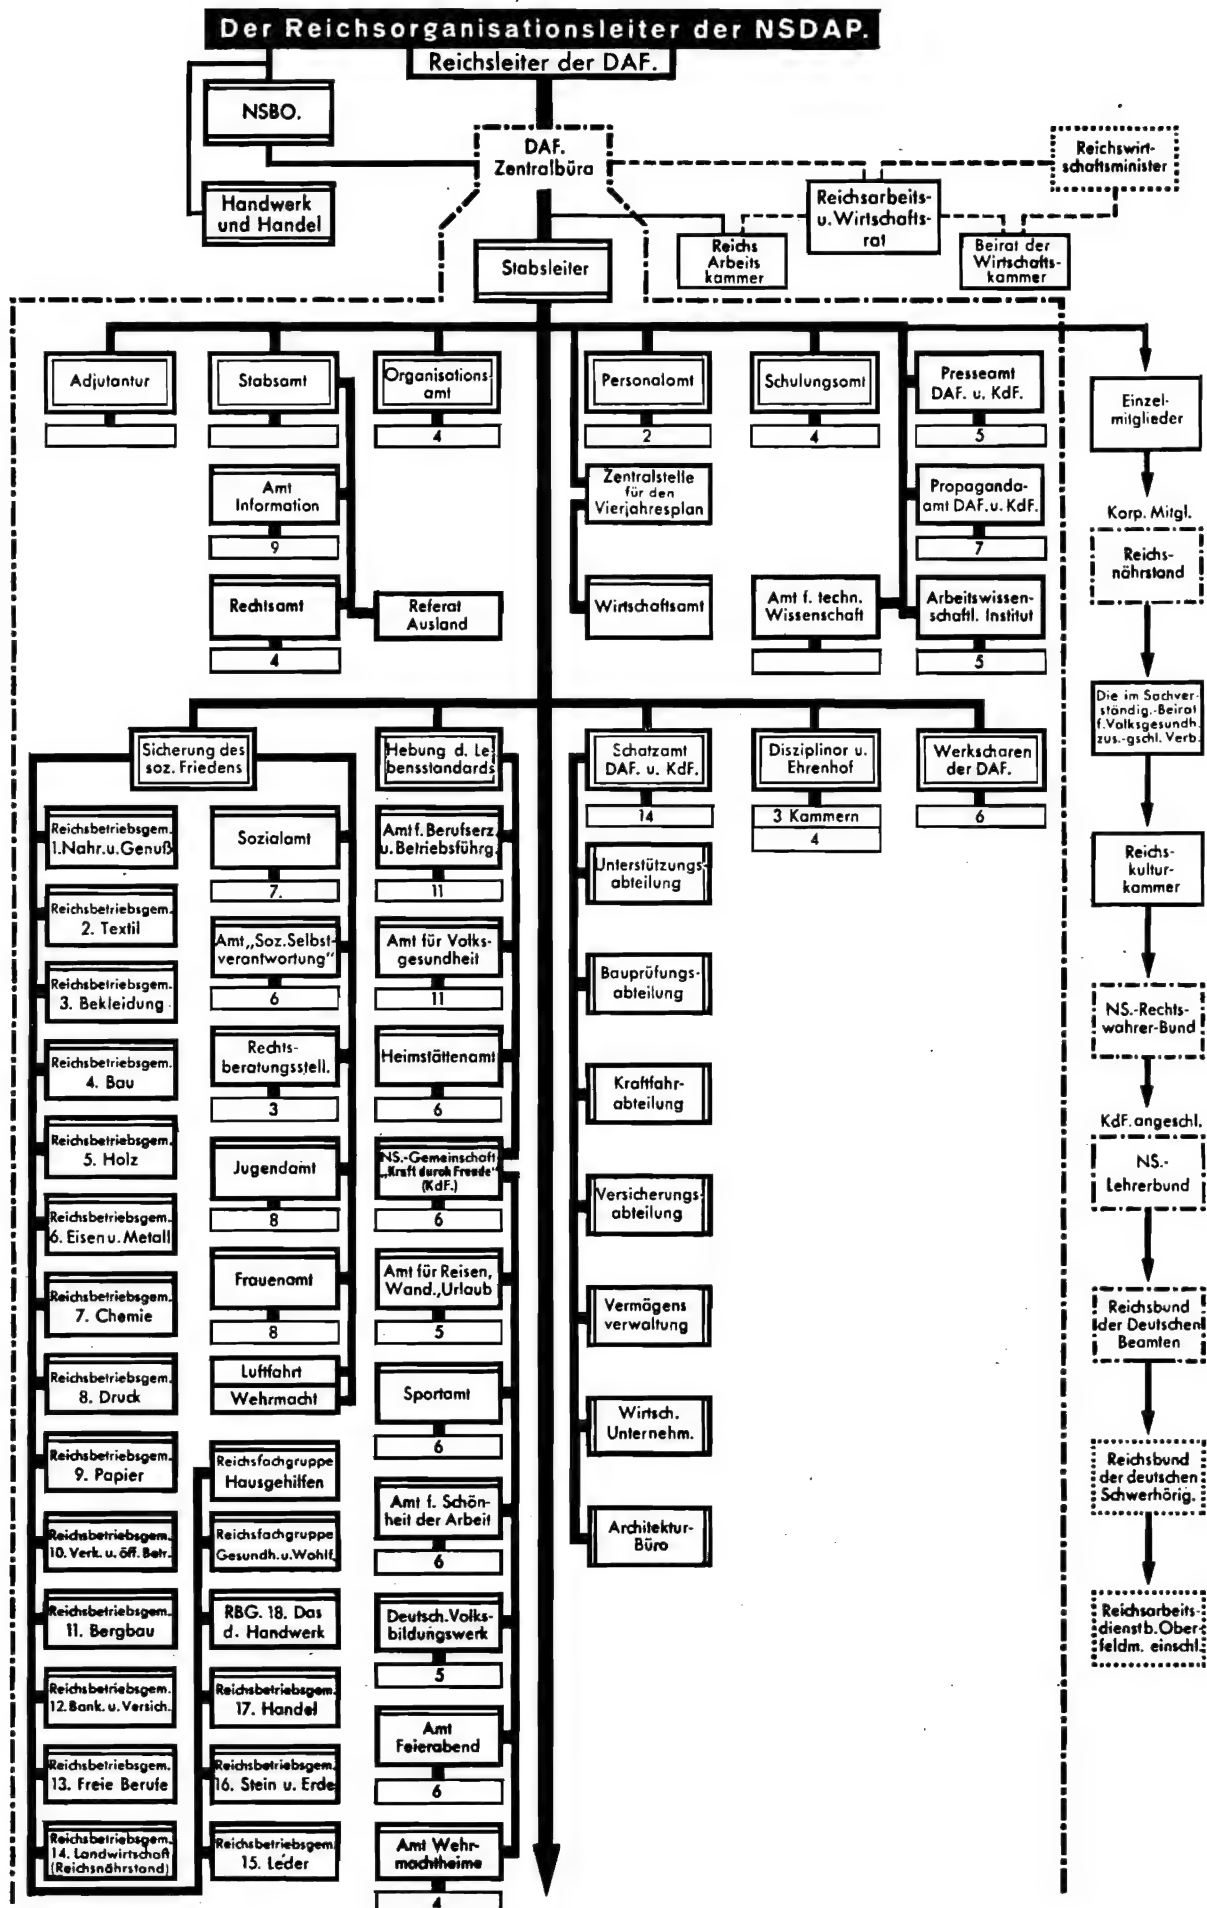 Der Reichsorganisationsleiter der NSDAP.
Reichsleiter der DAF.
NSBO.
Handwerk
und Handel
DAF.
Zentralbüro
Reichswirt-
schaftsminister
Reichsarbeits-
u. Wirtschafts-
rat
Reichs
Arbeits
kammer
Beirat der
Wirtschafts-
kammer
Stabsleiter
Adjutantur
Stabsamt
Organisations-
amt
4
Personalamt
2
Schulungsamt
4
Presseamt
DAF. u. KdF.
5
Einzel-
mitglieder
Amt
Information
9
Zentralstelle
für den
Vierjahresplan
Propaganda-
amt DAF. u. KdF.
7
Korp. Mitgl.
Reichs-
nährstand
Rechtsamt
4
Referat
Ausland
Wirtschaftsamt
Amt f. techn.
Wissenschaft
Arbeitswissen-
schaftl. Institut
5
Die im Sachver-
ständig.-Beirat
f. Volksgesundh.
zus.-gschl. Verb.
Sicherung des
soz. Friedens
Hebung d. Le-
bensstandards
Schatzamt
DAF. u. KdF.
14
Disziplinar u.
Ehrenhof
3 Kammern
4
Werkscharen
der DAF.
6
Reichsbetriebsgem.
1. Nahr. u. Genuß
Reichsbetriebsgem.
2. Textil
Reichsbetriebsgem.
3. Bekleidung
Reichsbetriebsgem.
4. Bau
Reichsbetriebsgem.
5. Holz
Reichsbetriebsgem.
6. Eisen u. Metall
Reichsbetriebsgem.
7. Chemie
Reichsbetriebsgem.
8. Druck
Reichsbetriebsgem.
9. Papier
Reichsbetriebsgem.
10. Verk. u. öff. Betr.
Reichsbetriebsgem.
11. Bergbau
Reichsbetriebsgem.
12. Bank. u. Versich.
Reichsbetriebsgem.
13. Freie Berufe
Reichsbetriebsgem.
14. Landwirtschaft
(Reichsnährstand)
Sozialamt
7.
Amt „Soz. Selbst-
verantwortung"
6
Rechts-
beratungsstell.
3
Jugendamt
8
Frauenamt
8
Luftfahrt
Wehrmacht
Reichsfachgruppe
Hausgehilfen
Reichsfachgruppe
Gesundh. u. Wohlf.
RBG. 18. Das
d. Handwerk
Reichsbetriebsgem.
17. Handel
Reichsbetriebsgem.
16. Stein u. Erde
Reichsbetriebsgem.
15. Leder
Amt f. Berufserz.
u. Betriebsführg.
11
Amt für Volks-
gesundheit
11
Heimstättenamt
6
NS.-Gemeinschaft
„Kraft durch Freude"
(KdF.)
6
Amt für Reisen,
Wand., Urlaub
5
Sportamt
6
Amt f. Schön-
heit der Arbeit
6
Deutsch. Volks-
bildungswerk
5
Amt
Feierabend
6
Amt Wehr-
machtheime
4
Unterstützungs-
abteilung
Bauprüfungs-
abteilung
Kraftfahr-
abteilung
Versicherungs-
abteilung
Vermögens
verwaltung
Wirtsch.
Unternehm.
Architektur-
Büro
Reichs-
kultur-
kammer
NS.-Rechts-
wahrer-Bund
KdF. angeschl.
NS.-
Lehrerbund
Reichsbund
der Deutschen
Beamten
Reichsbund
der deutschen
Schwerhörig.
Reichsarbeits-
dienst b. Ober-
feldm. einschl.